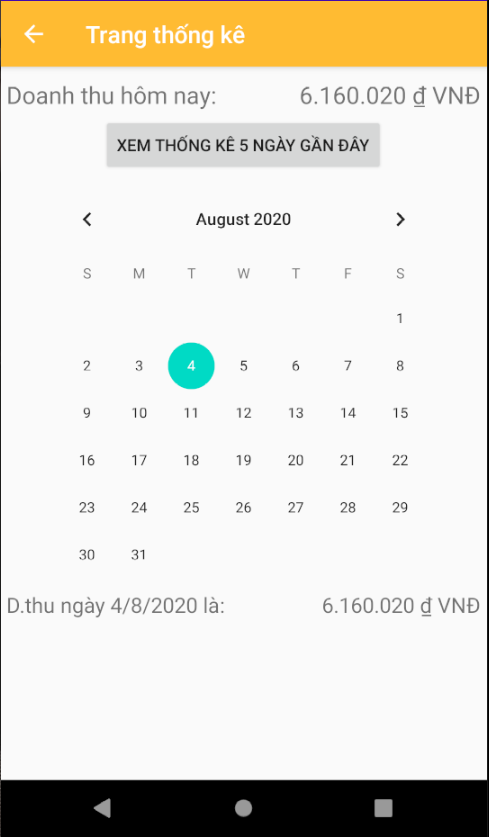 Trang thống kê
Doanh thu hôm nay: 6.160.020 ₫ VNĐ
XEM THỐNG KÊ 5 NGÀY GẦN ĐÂY
August 2020
S M T W T F S
1
2 3 4 5 6 7 8
9 10 11 12 13 14 15
16 17 18 19 20 21 22
23 24 25 26 27 28 29
30 31
D.thu ngày 4/8/2020 là: 6.160.020 ₫ VNĐ